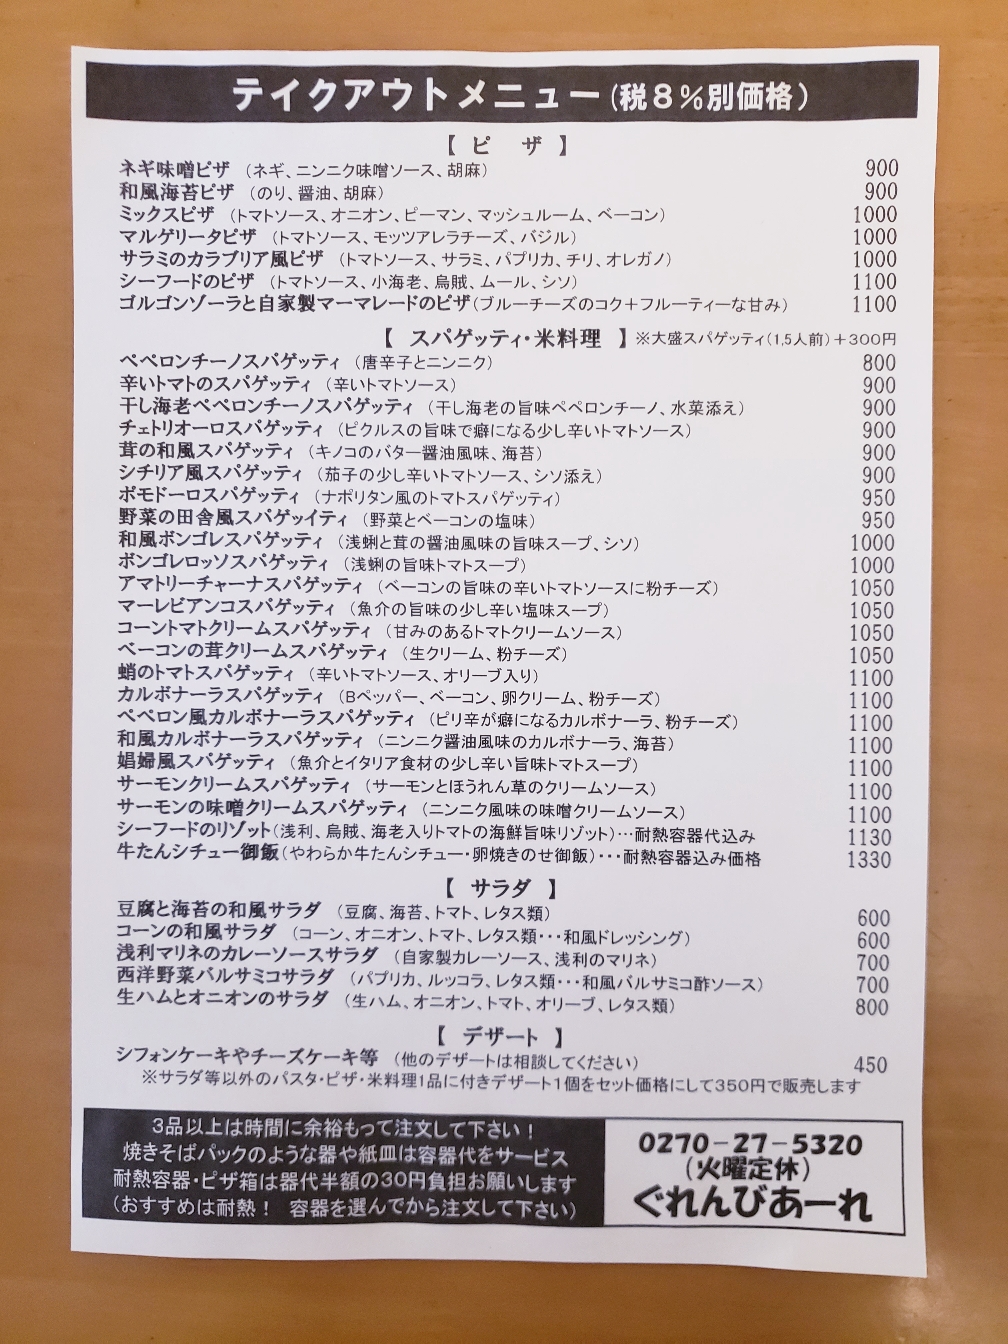 テイクアウトメニュー(税8%別価格)
【 ピ ザ 】
ネギ味噌ピザ (ネギ、ニンニク味噌ソース、胡麻) 900
和風海苔ピザ (のり、醤油、胡麻) 900
ミックスピザ (トマトソース、オニオン、ピーマン、マッシュルーム、ベーコン) 1000
マルゲリータピザ (トマトソース、モッツアレラチーズ、バジル) 1000
サラミのカラブリア風ピザ (トマトソース、サラミ、パプリカ、チリ、オレガノ) 1000
シーフードのピザ (トマトソース、小海老、烏賊、ムール、シソ) 1100
ゴルゴンゾーラと自家製マーマレードのピザ(ブルーチーズのコク+フルーティーな甘み) 1100
【 スパゲッティ・米料理 】※大盛スパゲッティ(1,5人前)+300円
ペペロンチーノスパゲッティ (唐辛子とニンニク) 800
辛いトマトのスパゲッティ (辛いトマトソース) 900
干し海老ペペロンチーノスパゲッティ (干し海老の旨味ペペロンチーノ、水菜添え) 900
チェトリオーロスパゲッティ (ピクルスの旨味で癖になる少し辛いトマトソース) 900
茸の和風スパゲッティ (キノコのバター醤油風味、海苔) 900
シチリア風スパゲッティ (茄子の少し辛いトマトソース、シソ添え) 900
ポモドーロスパゲッティ (ナポリタン風のトマトスパゲッティ) 950
野菜の田舎風スパゲッイティ (野菜とベーコンの塩味) 950
和風ボンゴレスパゲッティ (浅蜊と茸の醤油風味の旨味スープ、シソ) 1000
ボンゴレロッソスパゲッティ (浅蜊の旨味トマトスープ) 1000
アマトリーチャーナスパゲッティ (ベーコンの旨味の辛いトマトソースに粉チーズ) 1050
マーレビアンコスパゲッティ (魚介の旨味の少し辛い塩味スープ) 1050
コーントマトクリームスパゲッティ (甘みのあるトマトクリームソース) 1050
ベーコンの茸クリームスパゲッティ (生クリーム、粉チーズ) 1050
蛸のトマトスパゲッティ (辛いトマトソース、オリーブ入り) 1100
カルボナーラスパゲッティ (Bペッパー、ベーコン、卵クリーム、粉チーズ) 1100
ペペロン風カルボナーラスパゲッティ (ピリ辛が癖になるカルボナーラ、粉チーズ) 1100
和風カルボナーラスパゲッティ (ニンニク醤油風味のカルボナーラ、海苔) 1100
娼婦風スパゲッティ (魚介とイタリア食材の少し辛い旨味トマトスープ) 1100
サーモンクリームスパゲッティ (サーモンとほうれん草のクリームソース) 1100
サーモンの味噌クリームスパゲッティ (ニンニク風味の味噌クリームソース) 1100
シーフードのリゾット(浅利、烏賊、海老入りトマトの海鮮旨味リゾット)…耐熱容器代込み 1130
牛たんシチュー御飯(やわらか牛たんシチュー・卵焼きのせ御飯)・・・耐熱容器込み価格 1330
【 サラダ 】
豆腐と海苔の和風サラダ (豆腐、海苔、トマト、レタス類) 600
コーンの和風サラダ (コーン、オニオン、トマト、レタス類・・・和風ドレッシング) 600
浅利マリネのカレーソースサラダ (自家製カレーソース、浅利のマリネ) 700
西洋野菜バルサミコサラダ (パプリカ、ルッコラ、レタス類・・・和風バルサミコ酢ソース) 700
生ハムとオニオンのサラダ (生ハム、オニオン、トマト、オリーブ、レタス類) 800
【 デザート 】
シフォンケーキやチーズケーキ等 (他のデザートは相談してください) 450
※サラダ等以外のパスタ・ピザ・米料理1品に付きデザート1個をセット価格にして350円で販売します
3品以上は時間に余裕もって注文して下さい!
焼きそばパックのような器や紙皿は容器代をサービス
耐熱容器・ピザ箱は器代半額の30円負担お願いします
(おすすめは耐熱! 容器を選んでから注文して下さい)
0270-27-5320
(火曜定休)
ぐれんびあーれ